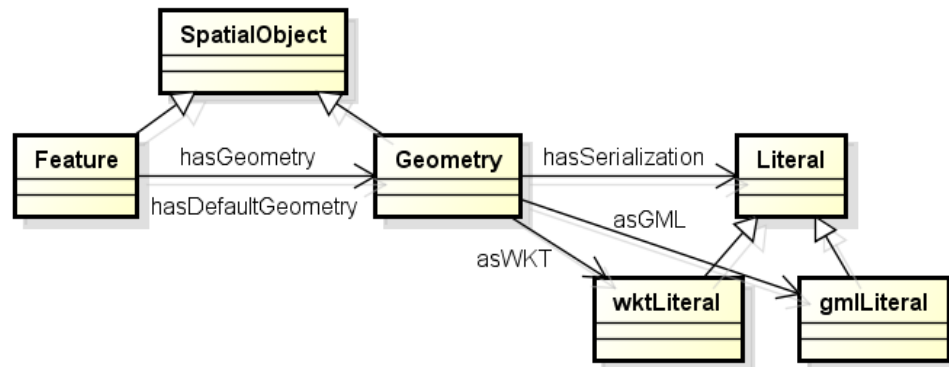 SpatialObject
Feature
hasGeometry
hasDefaultGeometry
Geometry
hasSerialization
Literal
asGML
asWKT
wktLiteral
gmlLiteral